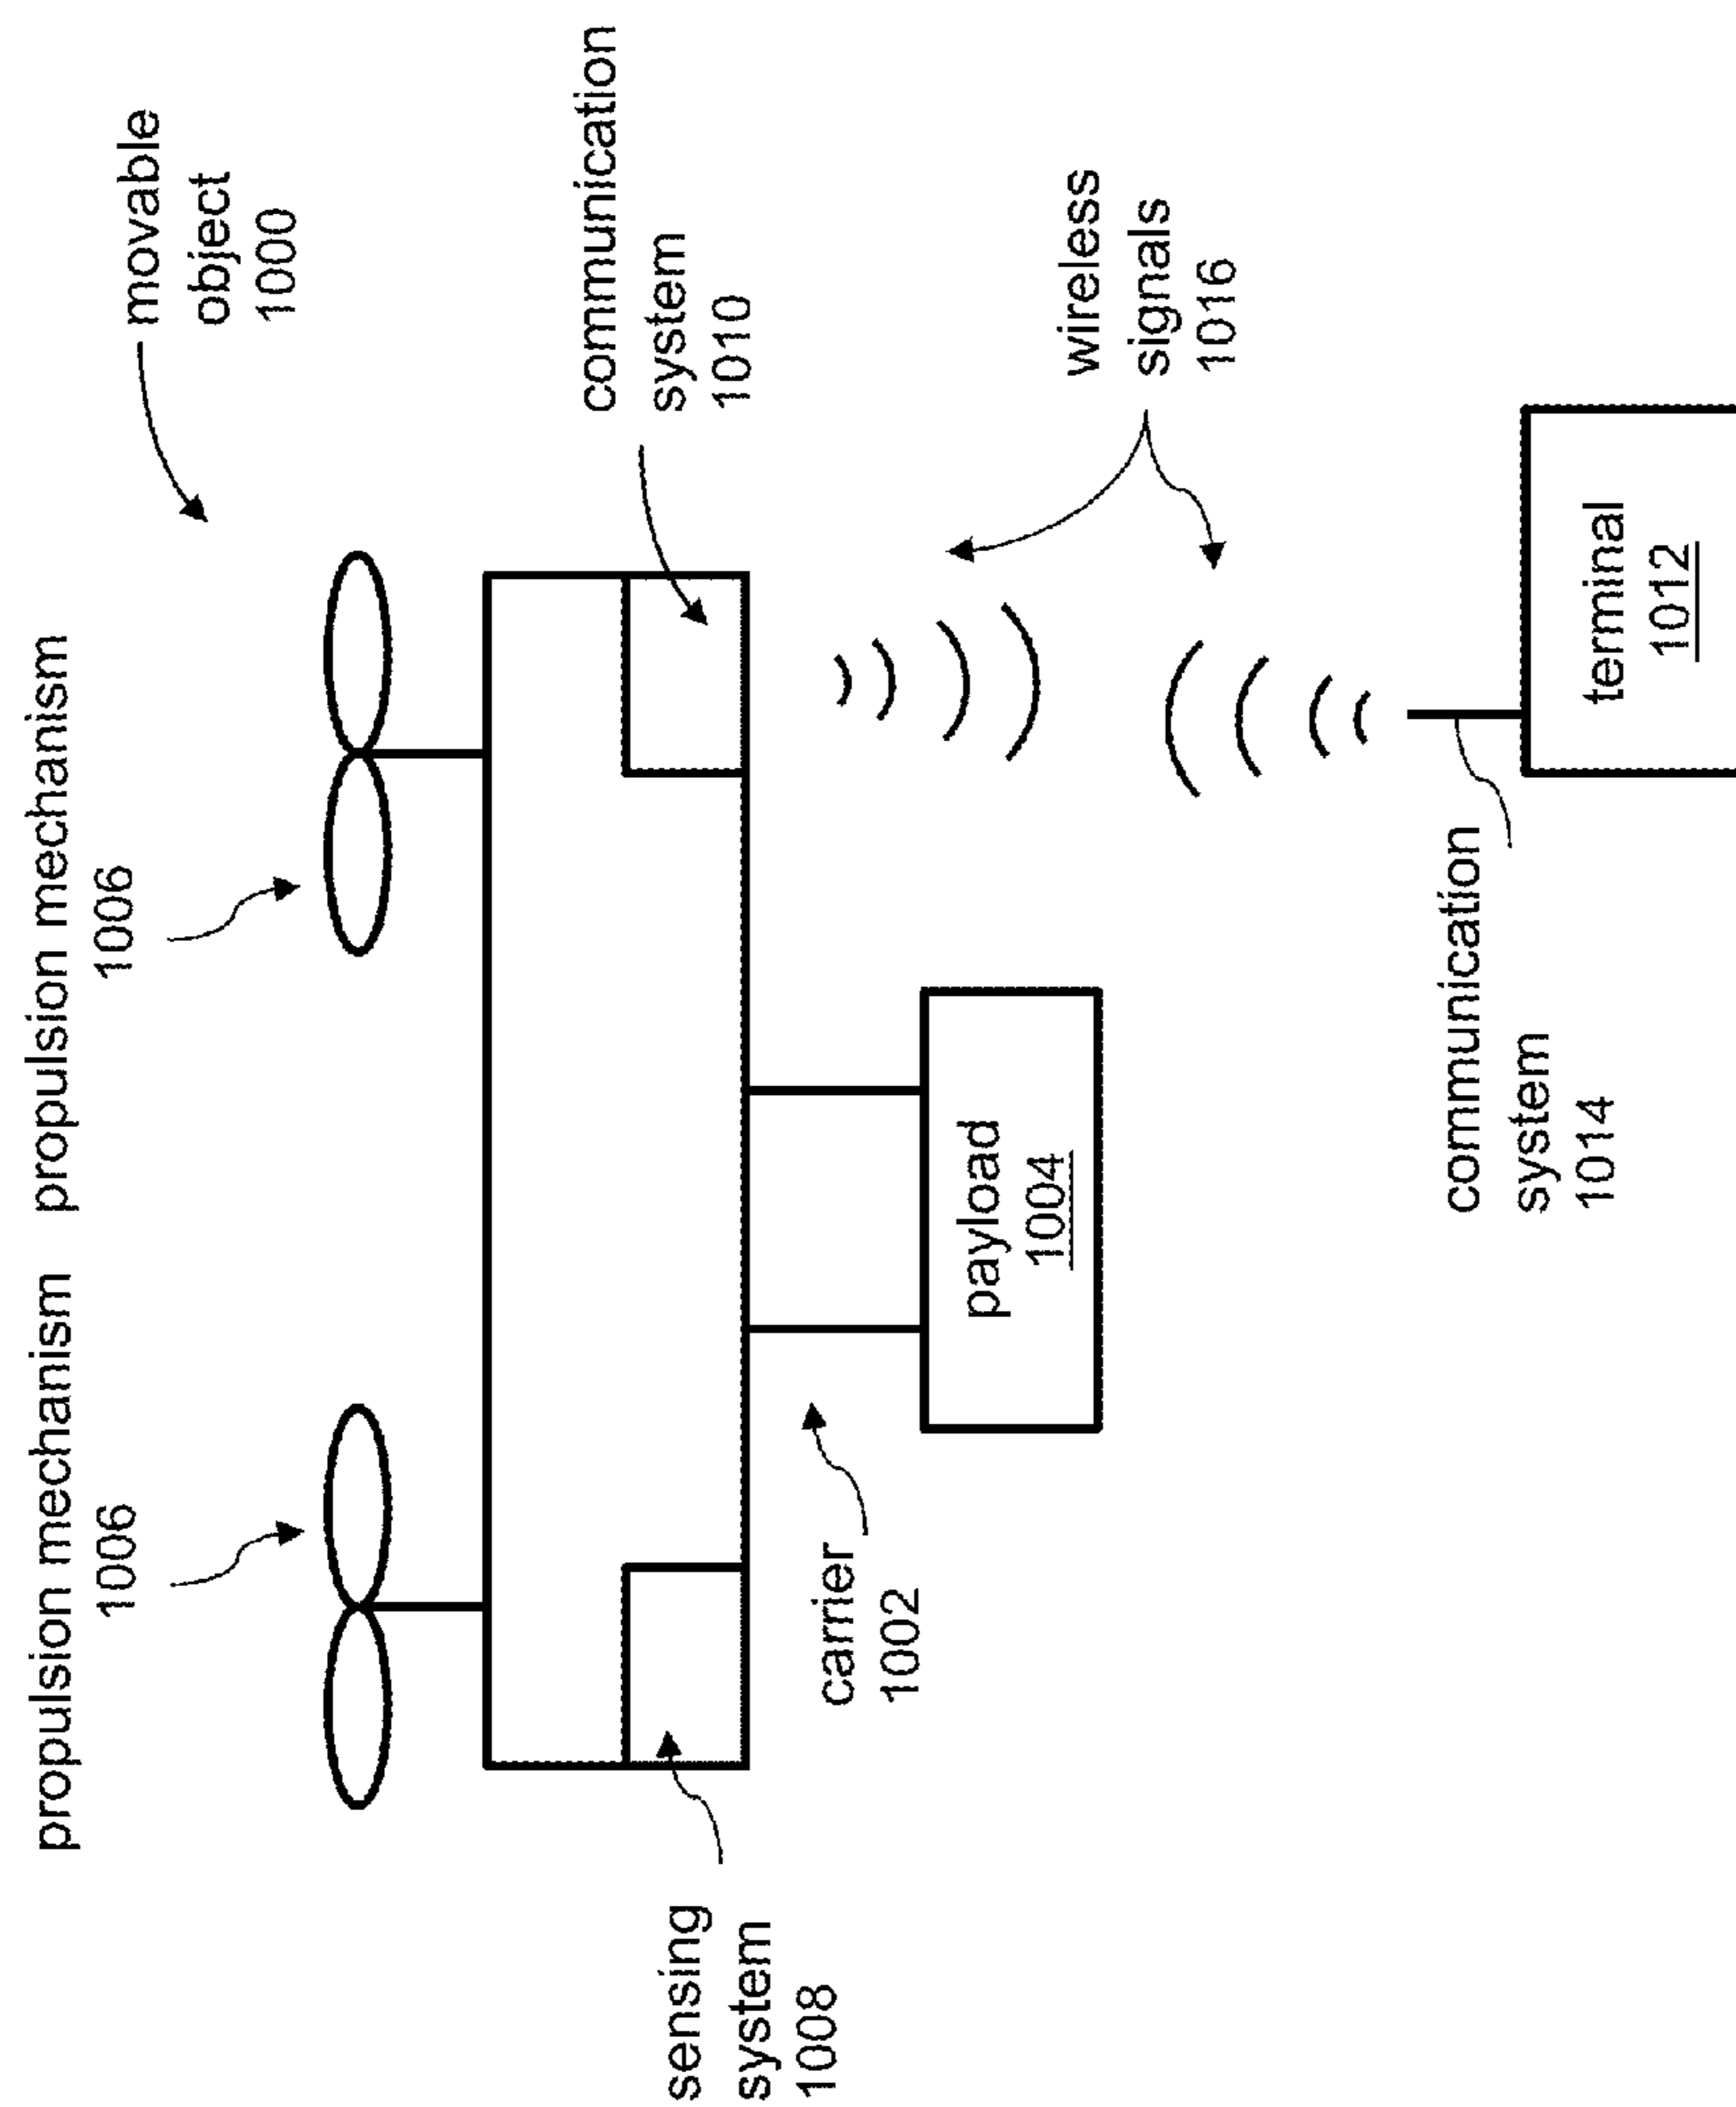 propulsion mechanism
1006
propulsion mechanism
1006
movable
object
1000
communication
system
1010
sensing
system
1008
carrier
1002
payload
1004
wireless
signals
1016
communication
system
1014
terminal
1012